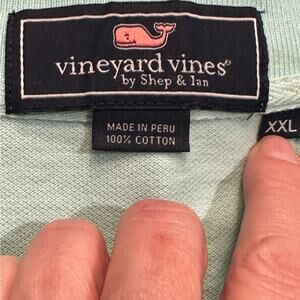 vineyard vines®
by Shep & Ian
MADE IN PERU
100% COTTON
XXL